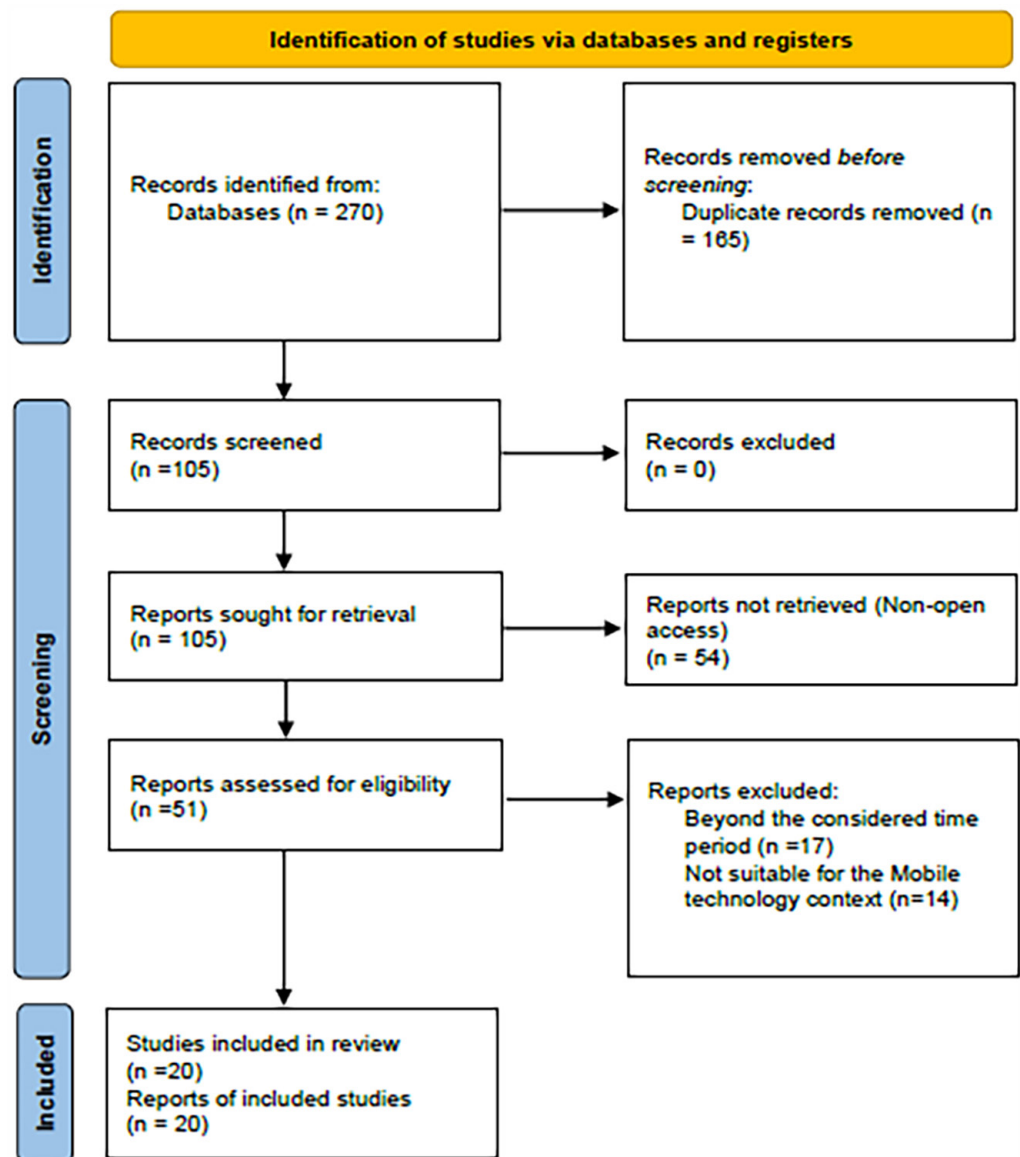 Identification of studies via databases and registers
Identification
Records identified from:
Databases (n = 270)
Records removed before
screening:
Duplicate records removed (n
= 165)
Screening
Records screened
(n =105)
Records excluded
(n = 0)
Reports sought for retrieval
(n = 105)
Reports not retrieved (Non-open
access)
(n = 54)
Reports assessed for eligibility
(n =51)
Reports excluded:
Beyond the considered time
period (n =17)
Not suitable for the Mobile
technology context (n=14)
Included
Studies included in review
(n =20)
Reports of included studies
(n = 20)